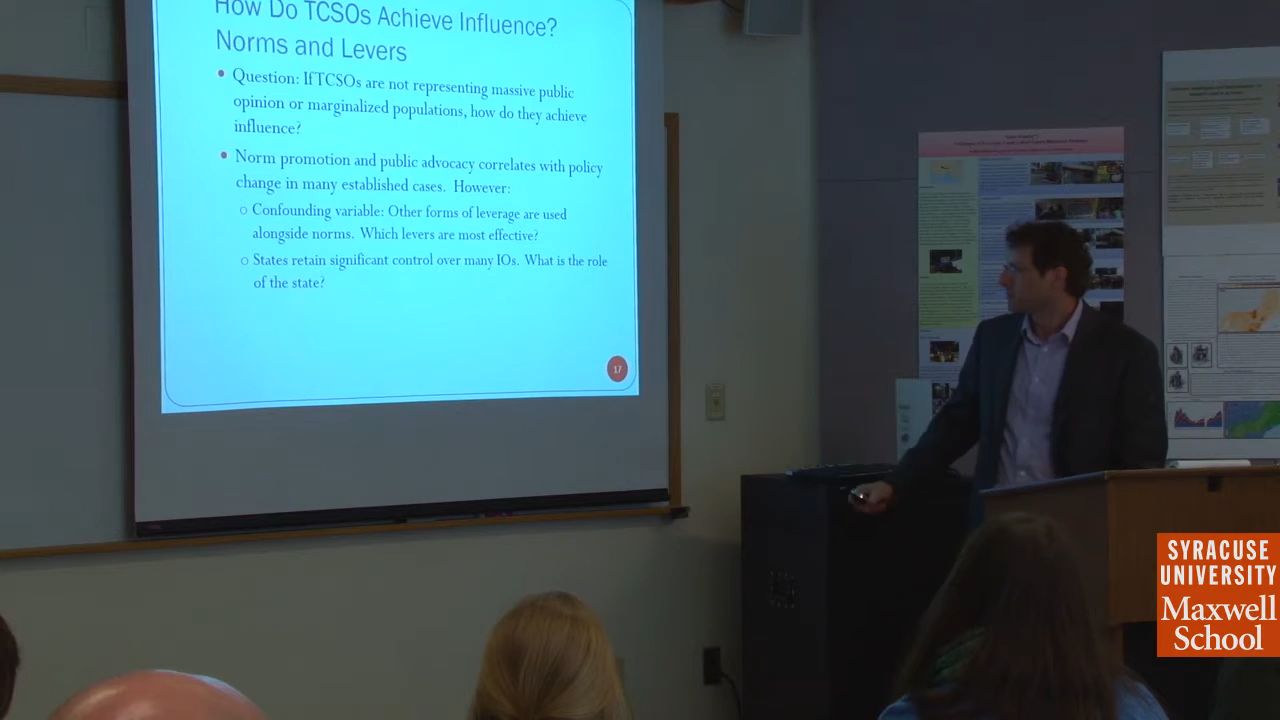 How Do TCSOs Achieve Influence?
Norms and Levers
Question: If TCSOs are not representing massive public
opinion or marginalized populations, how do they achieve
influence?
Norm promotion and public advocacy correlates with policy
change in many established cases. However:
Confounding variable: Other forms of leverage are used
alongside norms. Which levers are most effective?
States retain significant control over many IOs. What is the role
of the state?
17
SYRACUSE
UNIVERSITY
Maxwell
School